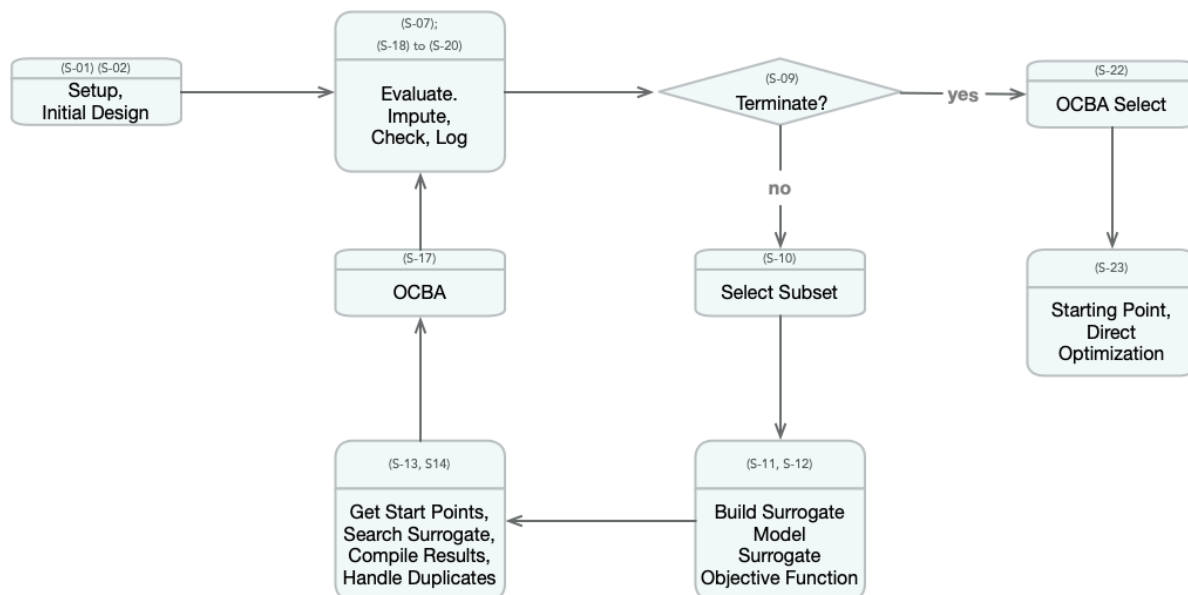 (S-01) (S-02)
Setup,
Initial Design
(S-07);
(S-18) to (S-20)
Evaluate.
Impute,
Check, Log
(S-09)
Terminate?
yes
(S-22)
OCBA Select
no
(S-17)
OCBA
(S-10)
Select Subset
(S-23)
Starting Point,
Direct
Optimization
(S-13, S14)
Get Start Points,
Search Surrogate,
Compile Results,
Handle Duplicates
(S-11, S-12)
Build Surrogate
Model
Surrogate
Objective Function